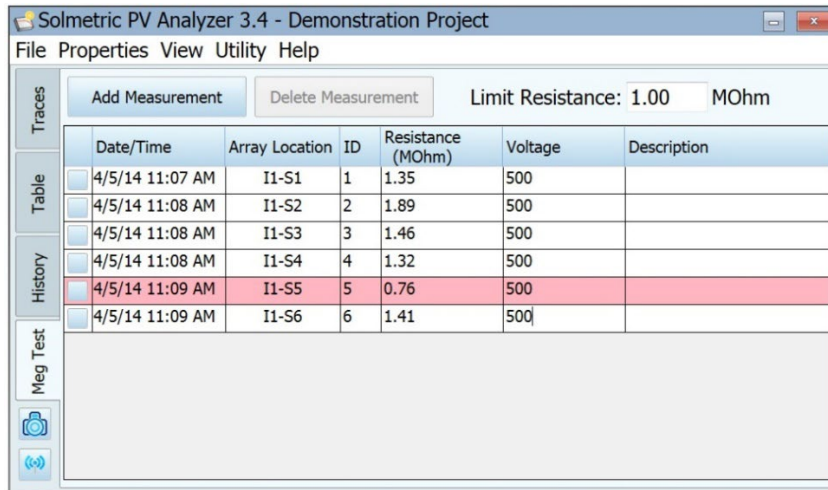 Solmetric PV Analyzer 3.4 - Demonstration Project
File Properties View Utility Help
Traces
Table
History
Meg Test
Add Measurement Delete Measurement Limit Resistance: 1.00 MOhm
Date/Time Array Location ID Resistance (MOhm) Voltage Description
4/5/14 11:07 AM I1-S1 1 1.35 500
4/5/14 11:08 AM I1-S2 2 1.89 500
4/5/14 11:08 AM I1-S3 3 1.46 500
4/5/14 11:08 AM I1-S4 4 1.32 500
4/5/14 11:09 AM I1-S5 5 0.76 500
4/5/14 11:09 AM I1-S6 6 1.41 500